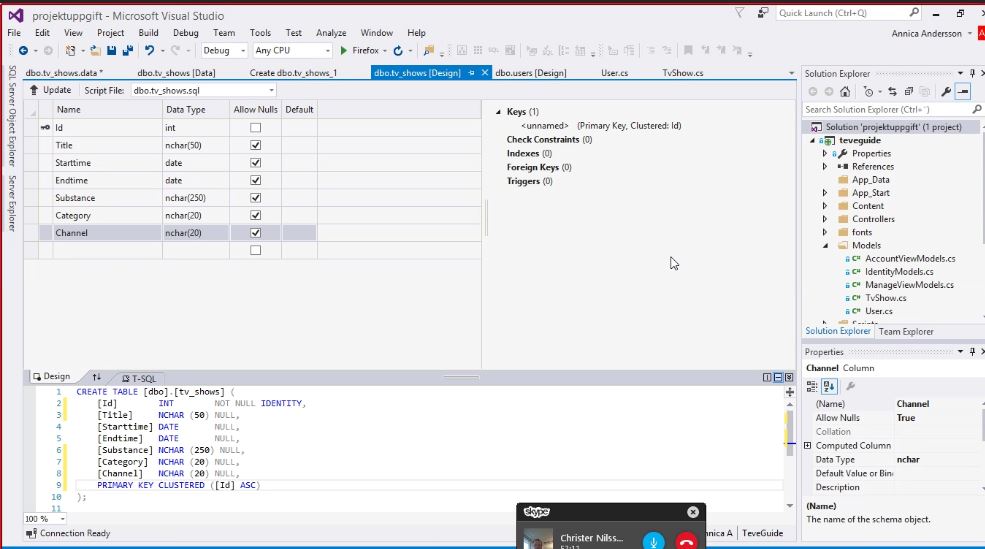 projektuppgift - Microsoft Visual Studio
Quick Launch (Ctrl+Q)
File Edit View Project Build Debug Team Tools Test Analyze Window Help
Annica Andersson
Debug Any CPU Firefox
SQL Server Object Explorer
Server Explorer
dbo.tv_shows.data * dbo.tv_shows [Data] Create dbo.tv_shows_1 dbo.tv_shows [Design] dbo.users [Design] User.cs TvShow.cs
Update Script File: dbo.tv_shows.sql
Name Data Type Allow Nulls Default
Id int
Title nchar(50)
Starttime date
Endtime date
Substance nchar(250)
Category nchar(20)
Channel nchar(20)
Keys (1)
<unnamed> (Primary Key, Clustered: Id)
Check Constraints (0)
Indexes (0)
Foreign Keys (0)
Triggers (0)
Design T-SQL
1 CREATE TABLE [dbo].[tv_shows] (
2 [Id] INT NOT NULL IDENTITY,
3 [Title] NCHAR (50) NULL,
4 [Starttime] DATE NULL,
5 [Endtime] DATE NULL,
6 [Substance] NCHAR (250) NULL,
7 [Category] NCHAR (20) NULL,
8 [Channel] NCHAR (20) NULL,
9 PRIMARY KEY CLUSTERED ([Id] ASC)
10 );
11
100 %
Connection Ready
nnica A TeveGuide
skype
Christer Nilss...
Solution Explorer
Search Solution Explorer (Ctrl+¨)
Solution 'projektuppgift' (1 project)
teveguide
Properties
References
App_Data
App_Start
Content
Controllers
fonts
Models
AccountViewModels.cs
IdentityModels.cs
ManageViewModels.cs
TvShow.cs
User.cs
Solution Explorer Team Explorer
Properties
Channel Column
(Name) Channel
Allow Nulls True
Collation
Computed Column
Data Type nchar
Default Value or Bin
Description
(Name)
The name of the schema object.